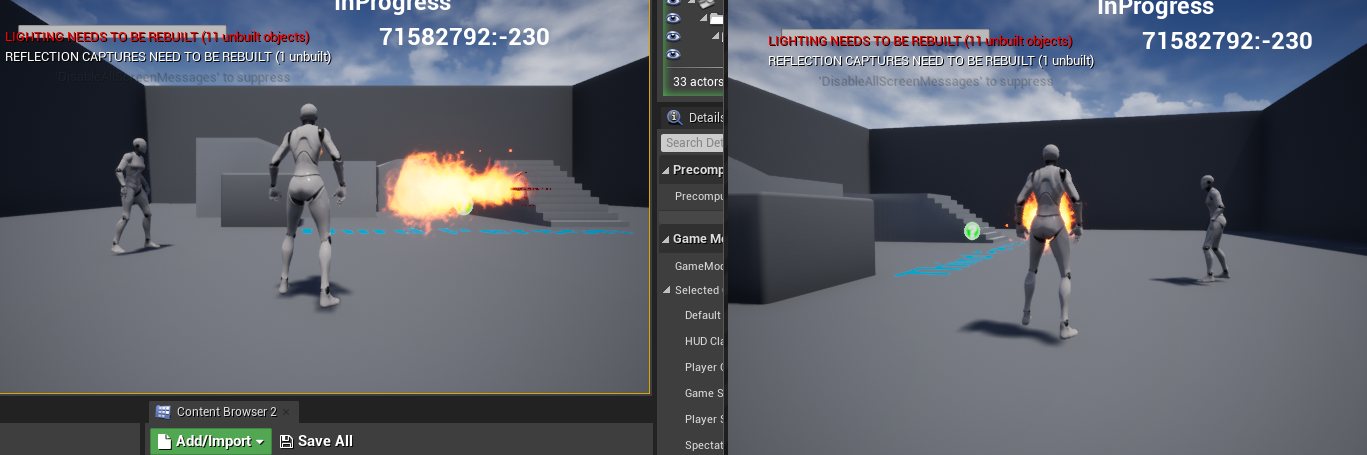 InProgress
LIGHTING NEEDS TO BE REBUILT (11 unbuilt objects)
71582792:-230
REFLECTION CAPTURES NEED TO BE REBUILT (1 unbuilt)
'DisableAllScreenMessages' to suppress
33 actors
Details
Search Det
Precomp
Precompu
Game Mo
GameMod
Selected
Default
HUD Cla
Player C
Game S
Player S
Spectat
Content Browser 2
Add/Import
Save All
InProgress
LIGHTING NEEDS TO BE REBUILT (11 unbuilt objects)
71582792:-230
REFLECTION CAPTURES NEED TO BE REBUILT (1 unbuilt)
'DisableAllScreenMessages' to suppress